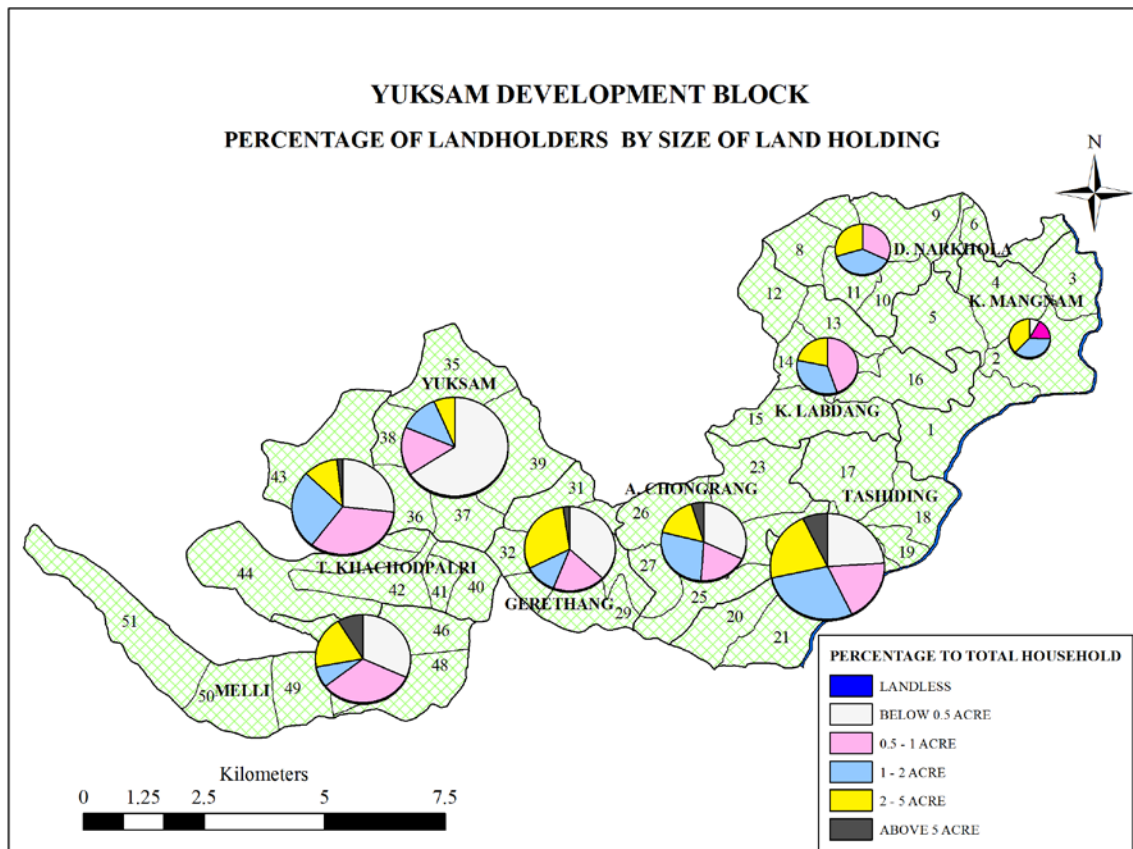 YUKSAM DEVELOPMENT BLOCK
PERCENTAGE OF LANDHOLDERS BY SIZE OF LAND HOLDING
N
9
6
8
D. NARKHOLA
3
4
12
11
10
K. MANGNAM
5
13
2
35
14
16
YUKSAM
K. LABDANG
15
1
38
39
23
17
43
31
A. CHONGRANG
TASHIDING
36
37
26
18
32
19
44
T. KHACHODPALRI
27
42
41
40
25
GERETHANG
29
20
51
46
21
48
50
MELLI
49
Kilometers
0
1.25
2.5
5
7.5
PERCENTAGE TO TOTAL HOUSEHOLD
LANDLESS
BELOW 0.5 ACRE
0.5 - 1 ACRE
1 - 2 ACRE
2 - 5 ACRE
ABOVE 5 ACRE